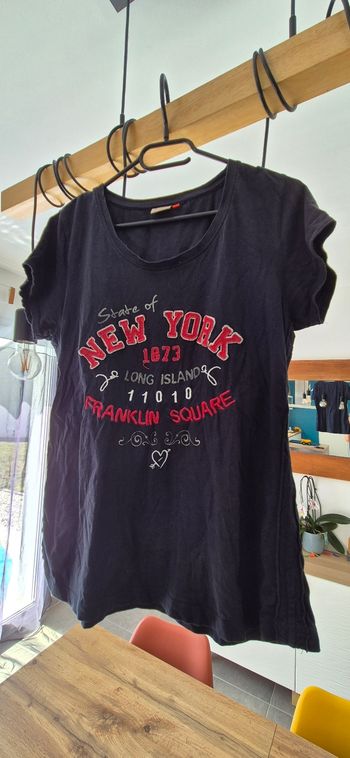 State of
NEW YORK
1873
LONG ISLAND
11010
FRANKLIN SQUARE